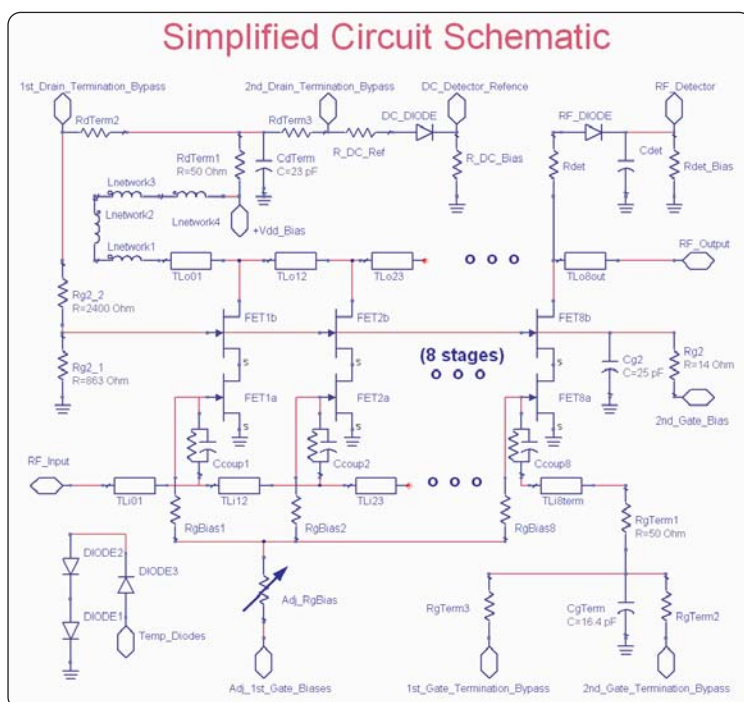 Simplified Circuit Schematic
1st_Drain_Termination_Bypass
2nd_Drain_Termination_Bypass
DC_Detector_Refence
RF_Detector
RdTerm2
RdTerm3
DC_DIODE
RF_DIODE
RdTerm1
R=50 Ohm
CdTerm
C=23 pF
R_DC_Ref
R_DC_Bias
Rdet
Cdet
Rdet_Bias
Lnetwork3
Lnetwork2
Lnetwork4
+Vdd_Bias
Lnetwork1
TLo01
TLo12
TLo23
o o o
TLo8out
RF_Output
Rg2_2
R=2400 Ohm
FET1b
FET2b
FET8b
(8 stages)
o o o
Rg2_1
R=863 Ohm
s
s
s
Cg2
C=25 pF
Rg2
R=14 Ohm
2nd_Gate_Bias
FET1a
FET2a
FET8a
s
s
s
RF_Input
Ccoup1
Ccoup2
Ccoup8
TLi01
TLi12
TLi23
o o o
TLi8term
RgBias1
RgBias2
RgBias8
RgTerm1
R=50 Ohm
DIODE2
DIODE3
DIODE1
Temp_Diodes
Adj_RgBias
RgTerm3
CgTerm
C=16.4 pF
RgTerm2
Adj_1st_Gate_Biases
1st_Gate_Termination_Bypass
2nd_Gate_Termination_Bypass